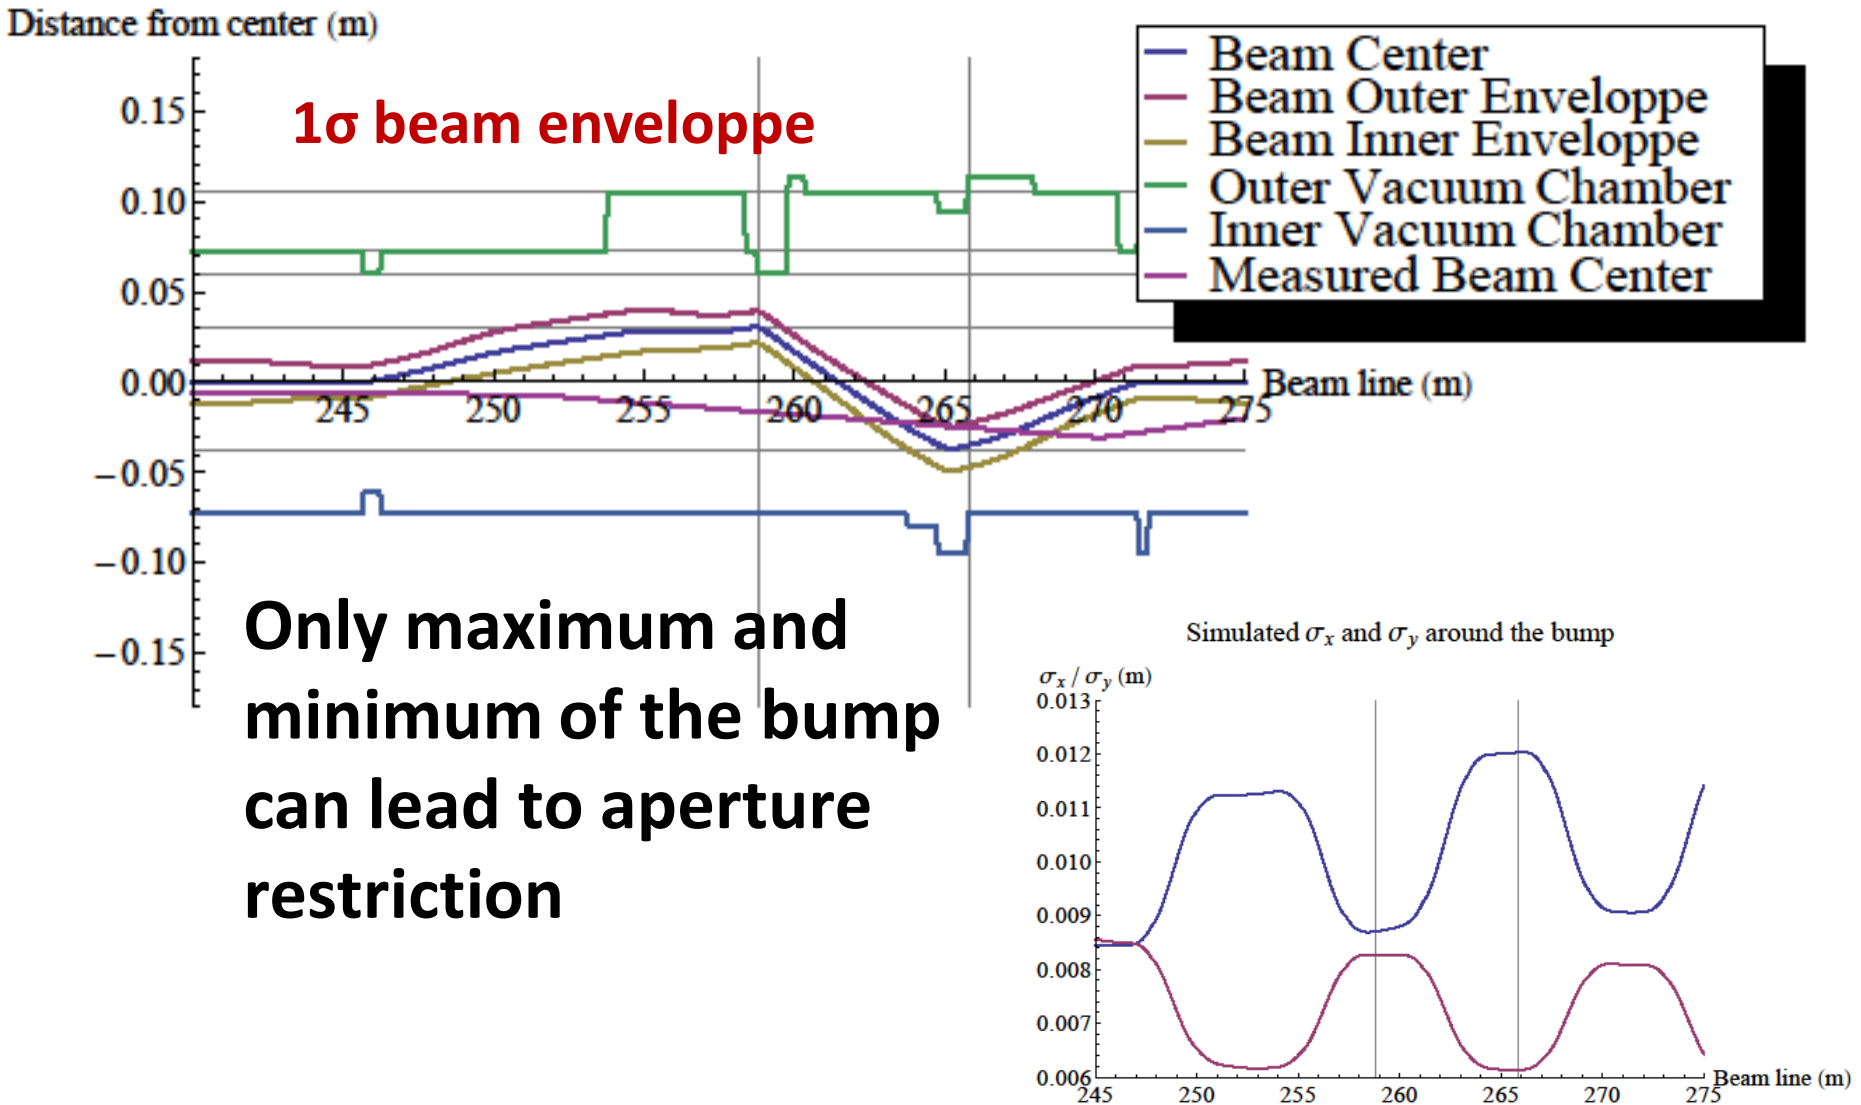 Distance from center (m)
1σ beam enveloppe
Beam Center
Beam Outer Enveloppe
Beam Inner Enveloppe
Outer Vacuum Chamber
Inner Vacuum Chamber
Measured Beam Center
0.15
0.10
0.05
0.00
−0.05
−0.10
−0.15
245 250 255 260 265 270 275
Beam line (m)
Only maximum and
minimum of the bump
can lead to aperture
restriction
Simulated σx and σy around the bump
σx / σy (m)
0.013
0.012
0.011
0.010
0.009
0.008
0.007
0.006
245 250 255 260 265 270 275
Beam line (m)